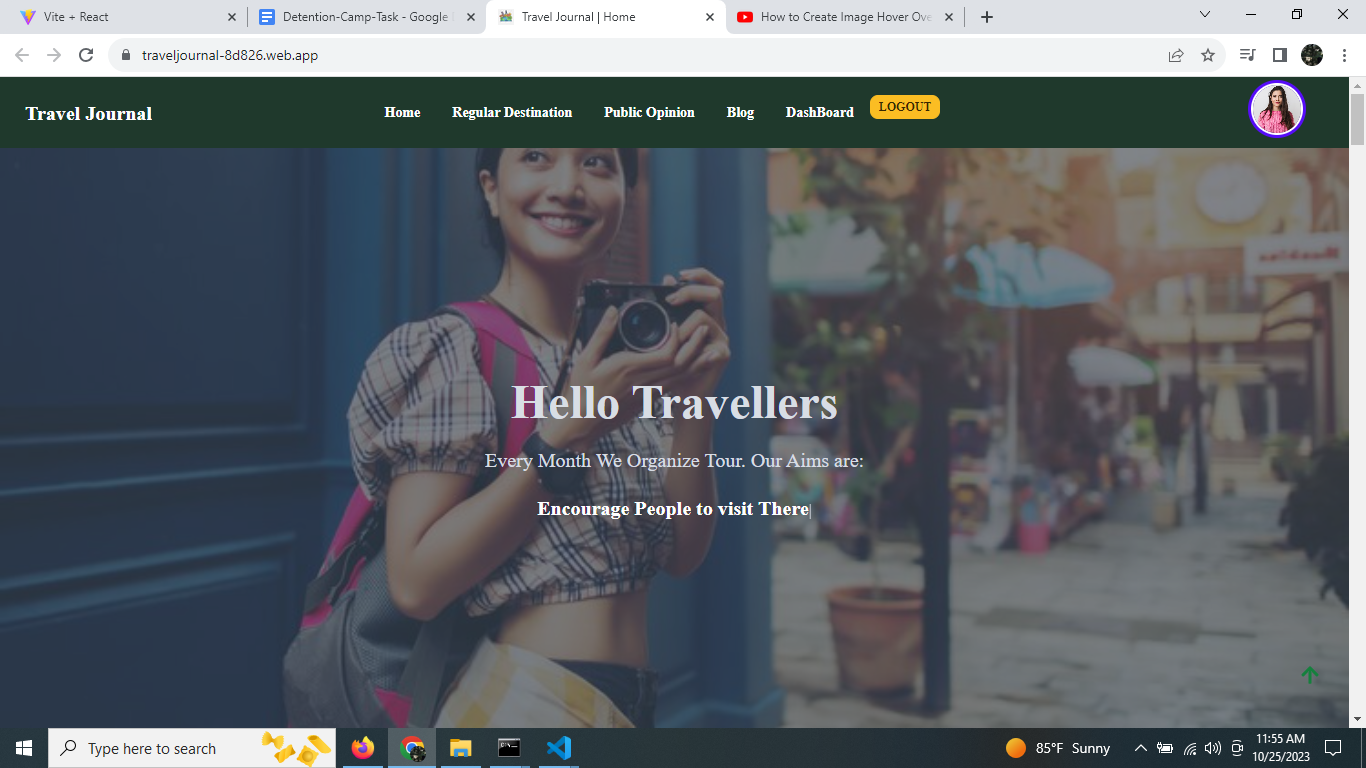 Vite + React
Detention-Camp-Task - Google
Travel Journal | Home
How to Create Image Hover Ove
traveljournal-8d826.web.app
Travel Journal
Home
Regular Destination
Public Opinion
Blog
DashBoard
LOGOUT
Hello Travellers
Every Month We Organize Tour. Our Aims are:
Encourage People to visit There|
Type here to search
85°F Sunny
11:55 AM
10/25/2023